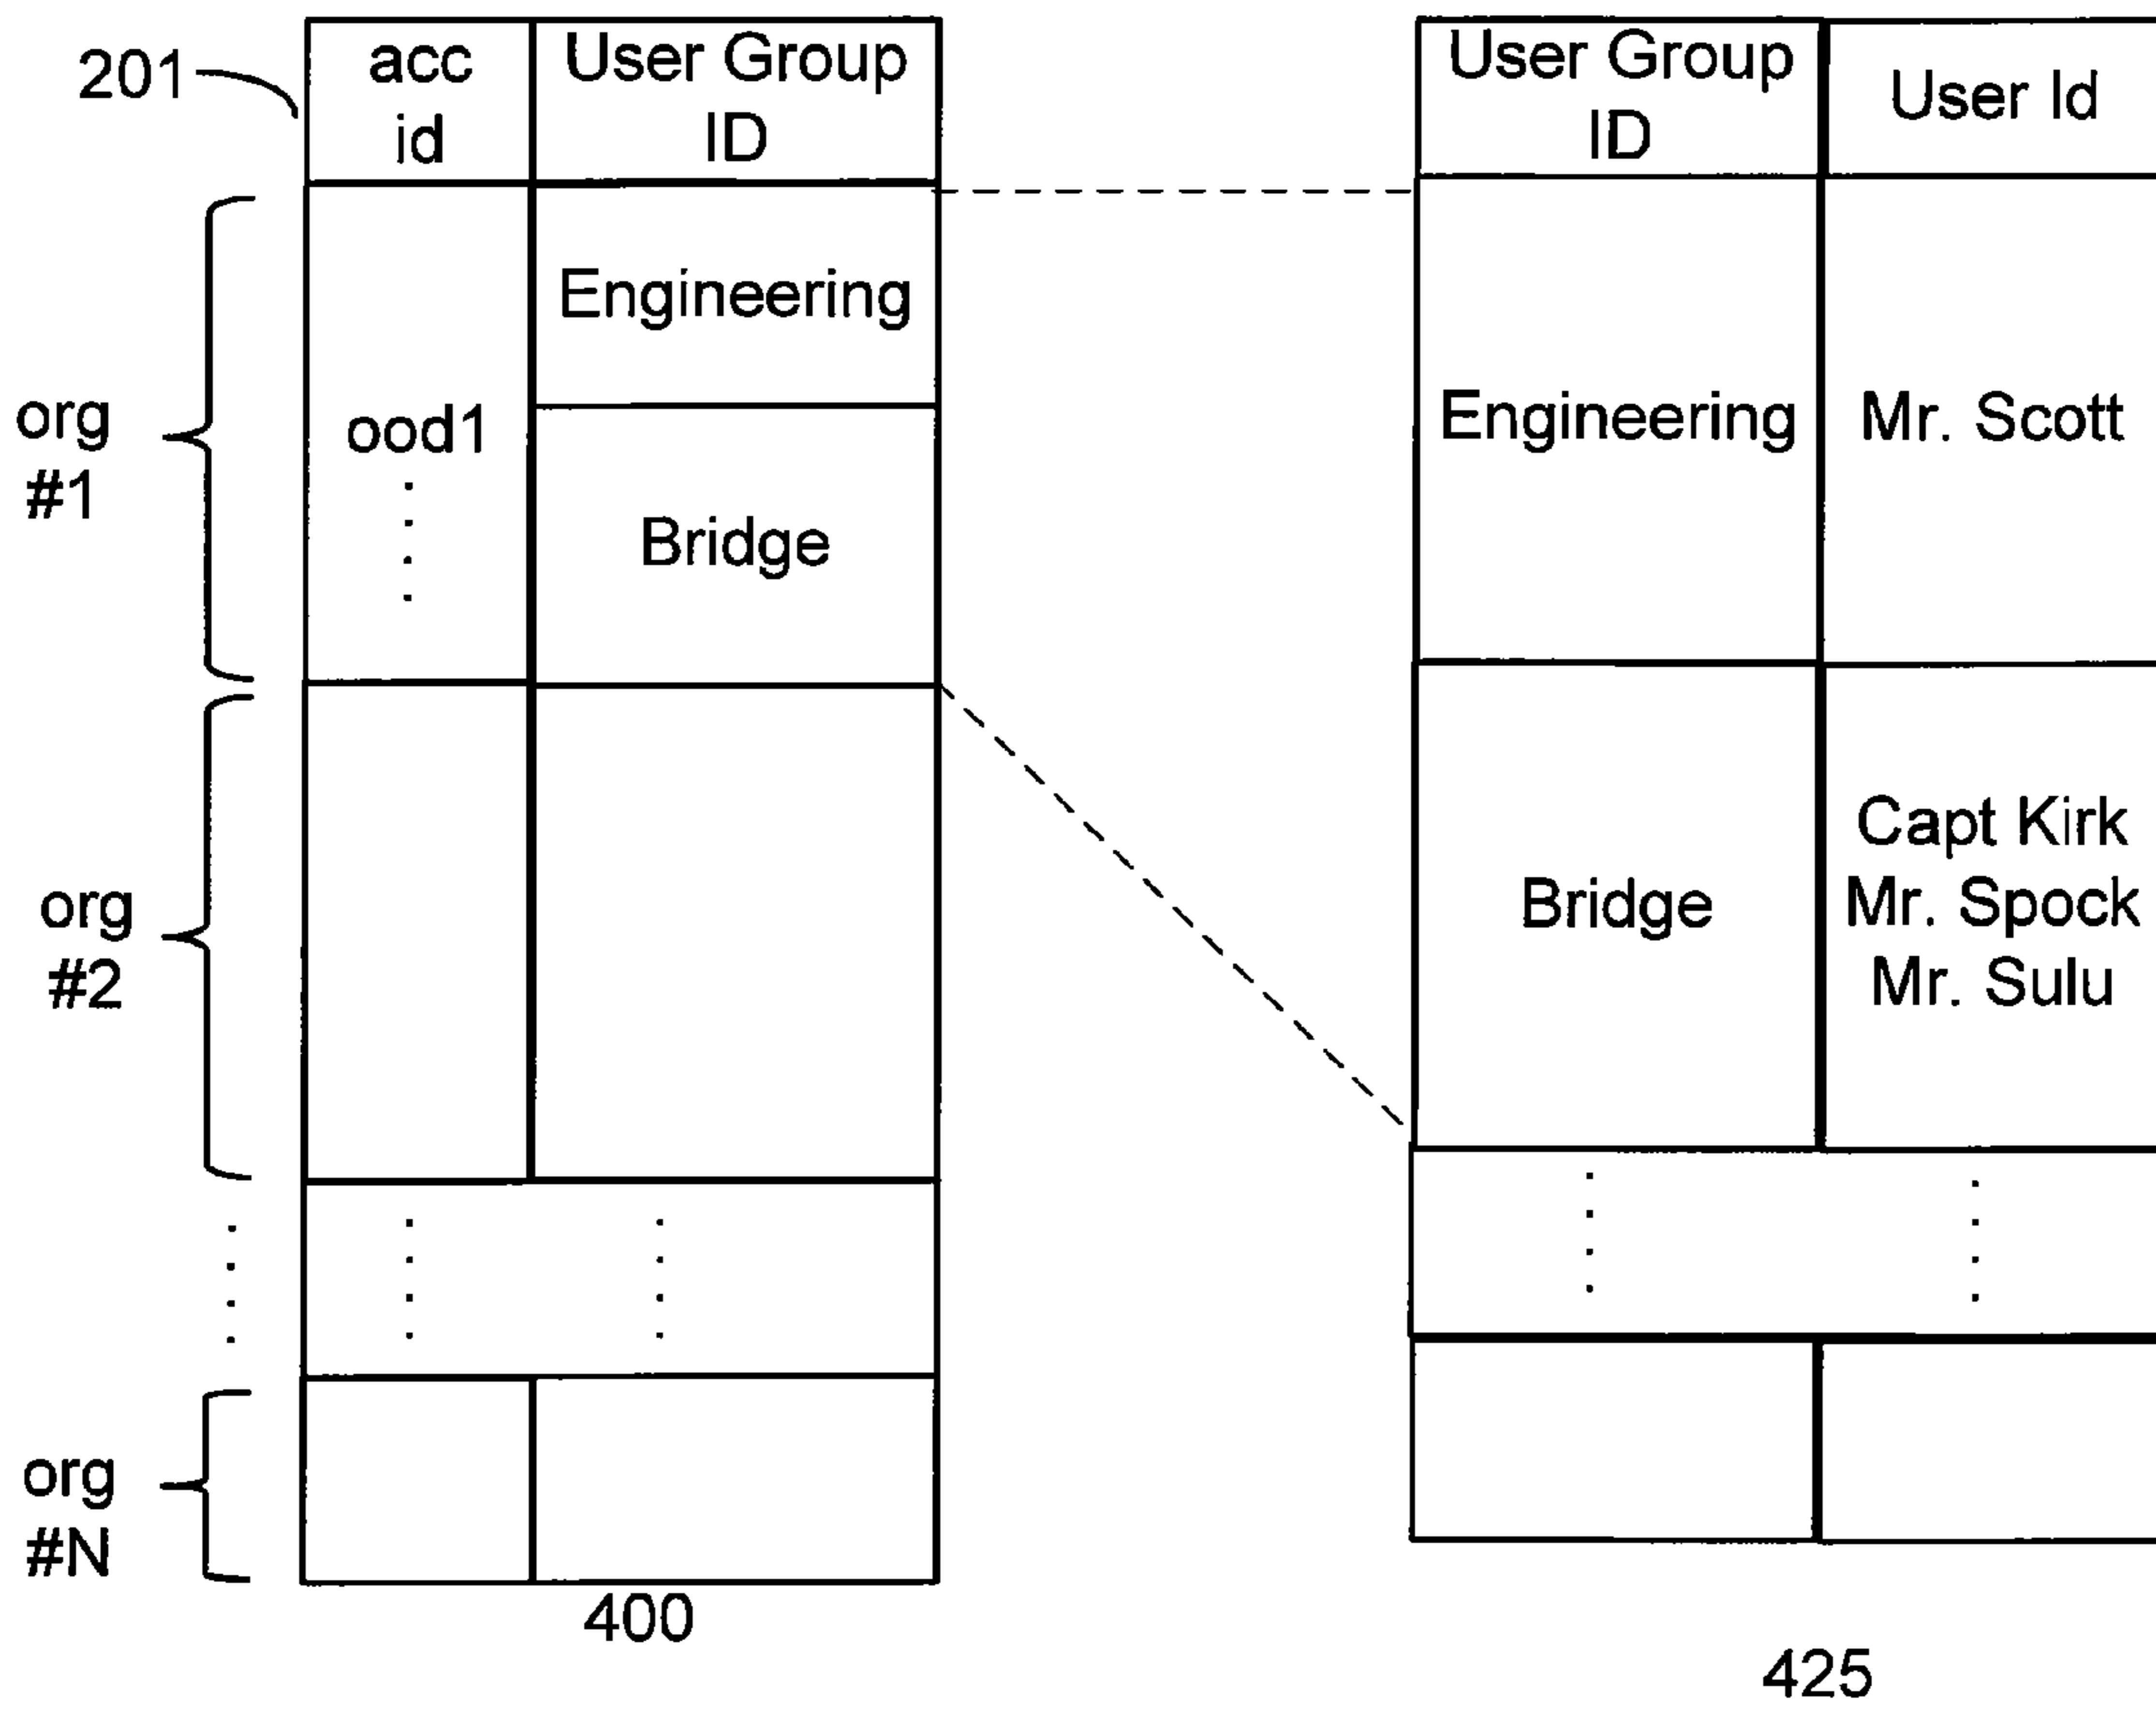 201
acc
id
User Group
ID
org
#1
ood1
Engineering
Bridge
org
#2
org
#N
400
User Group
ID
User Id
Engineering
Mr. Scott
Bridge
Capt Kirk
Mr. Spock
Mr. Sulu
425